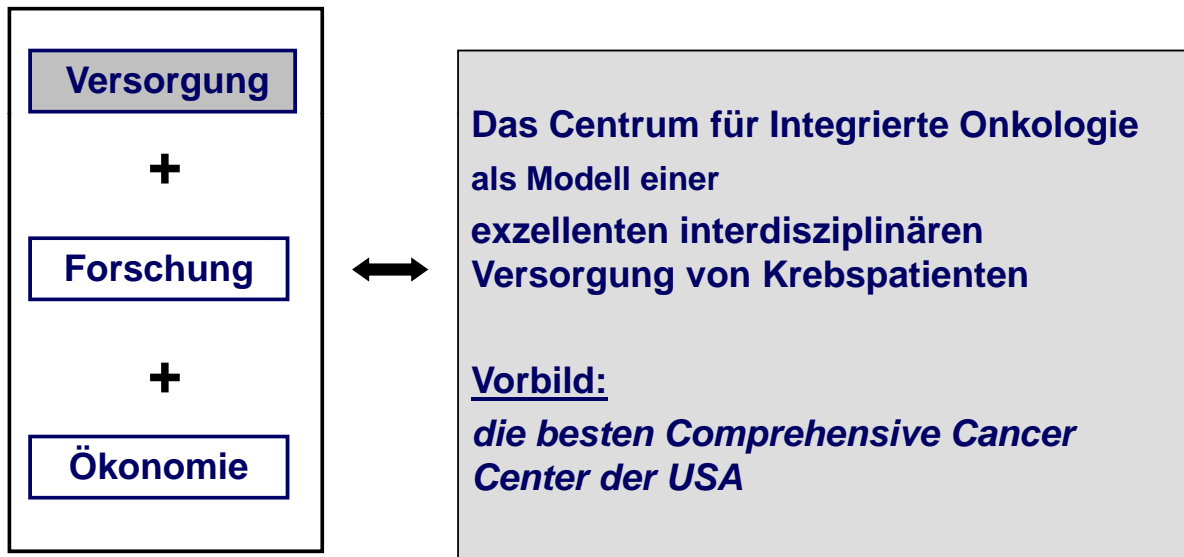 Versorgung
+
Forschung
+
Ökonomie
Das Centrum für Integrierte Onkologie
als Modell einer
exzellenten interdisziplinären
Versorgung von Krebspatienten
Vorbild:
die besten Comprehensive Cancer
Center der USA